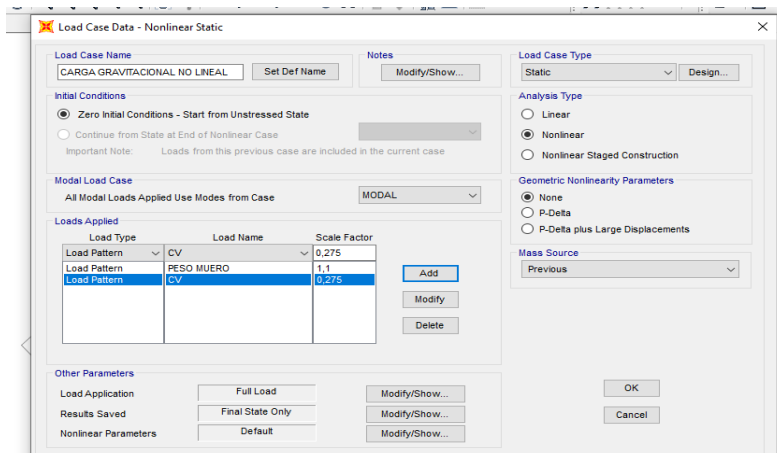 Load Case Data - Nonlinear Static
Load Case Name
CARGA GRAVITACIONAL NO LINEAL
Set Def Name
Notes
Modify/Show...
Load Case Type
Static
Design...
Initial Conditions
Zero Initial Conditions - Start from Unstressed State
Continue from State at End of Nonlinear Case
Important Note: Loads from this previous case are included in the current case
Analysis Type
Linear
Nonlinear
Nonlinear Staged Construction
Modal Load Case
All Modal Loads Applied Use Modes from Case
MODAL
Geometric Nonlinearity Parameters
None
P-Delta
P-Delta plus Large Displacements
Loads Applied
Load Type Load Name Scale Factor
Load Pattern CV 0,275
Load Pattern PESO MUERO 1,1
Load Pattern CV 0,275
Add
Modify
Delete
Mass Source
Previous
Other Parameters
Load Application Full Load Modify/Show...
Results Saved Final State Only Modify/Show...
Nonlinear Parameters Default Modify/Show...
OK
Cancel